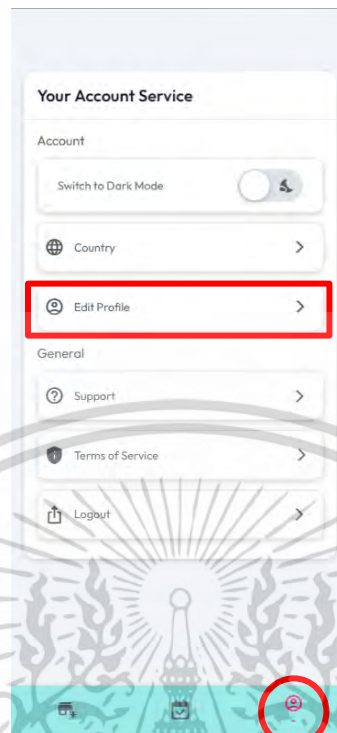 Your Account Service
Account
Switch to Dark Mode
Country
Edit Profile
General
Support
Terms of Service
Logout